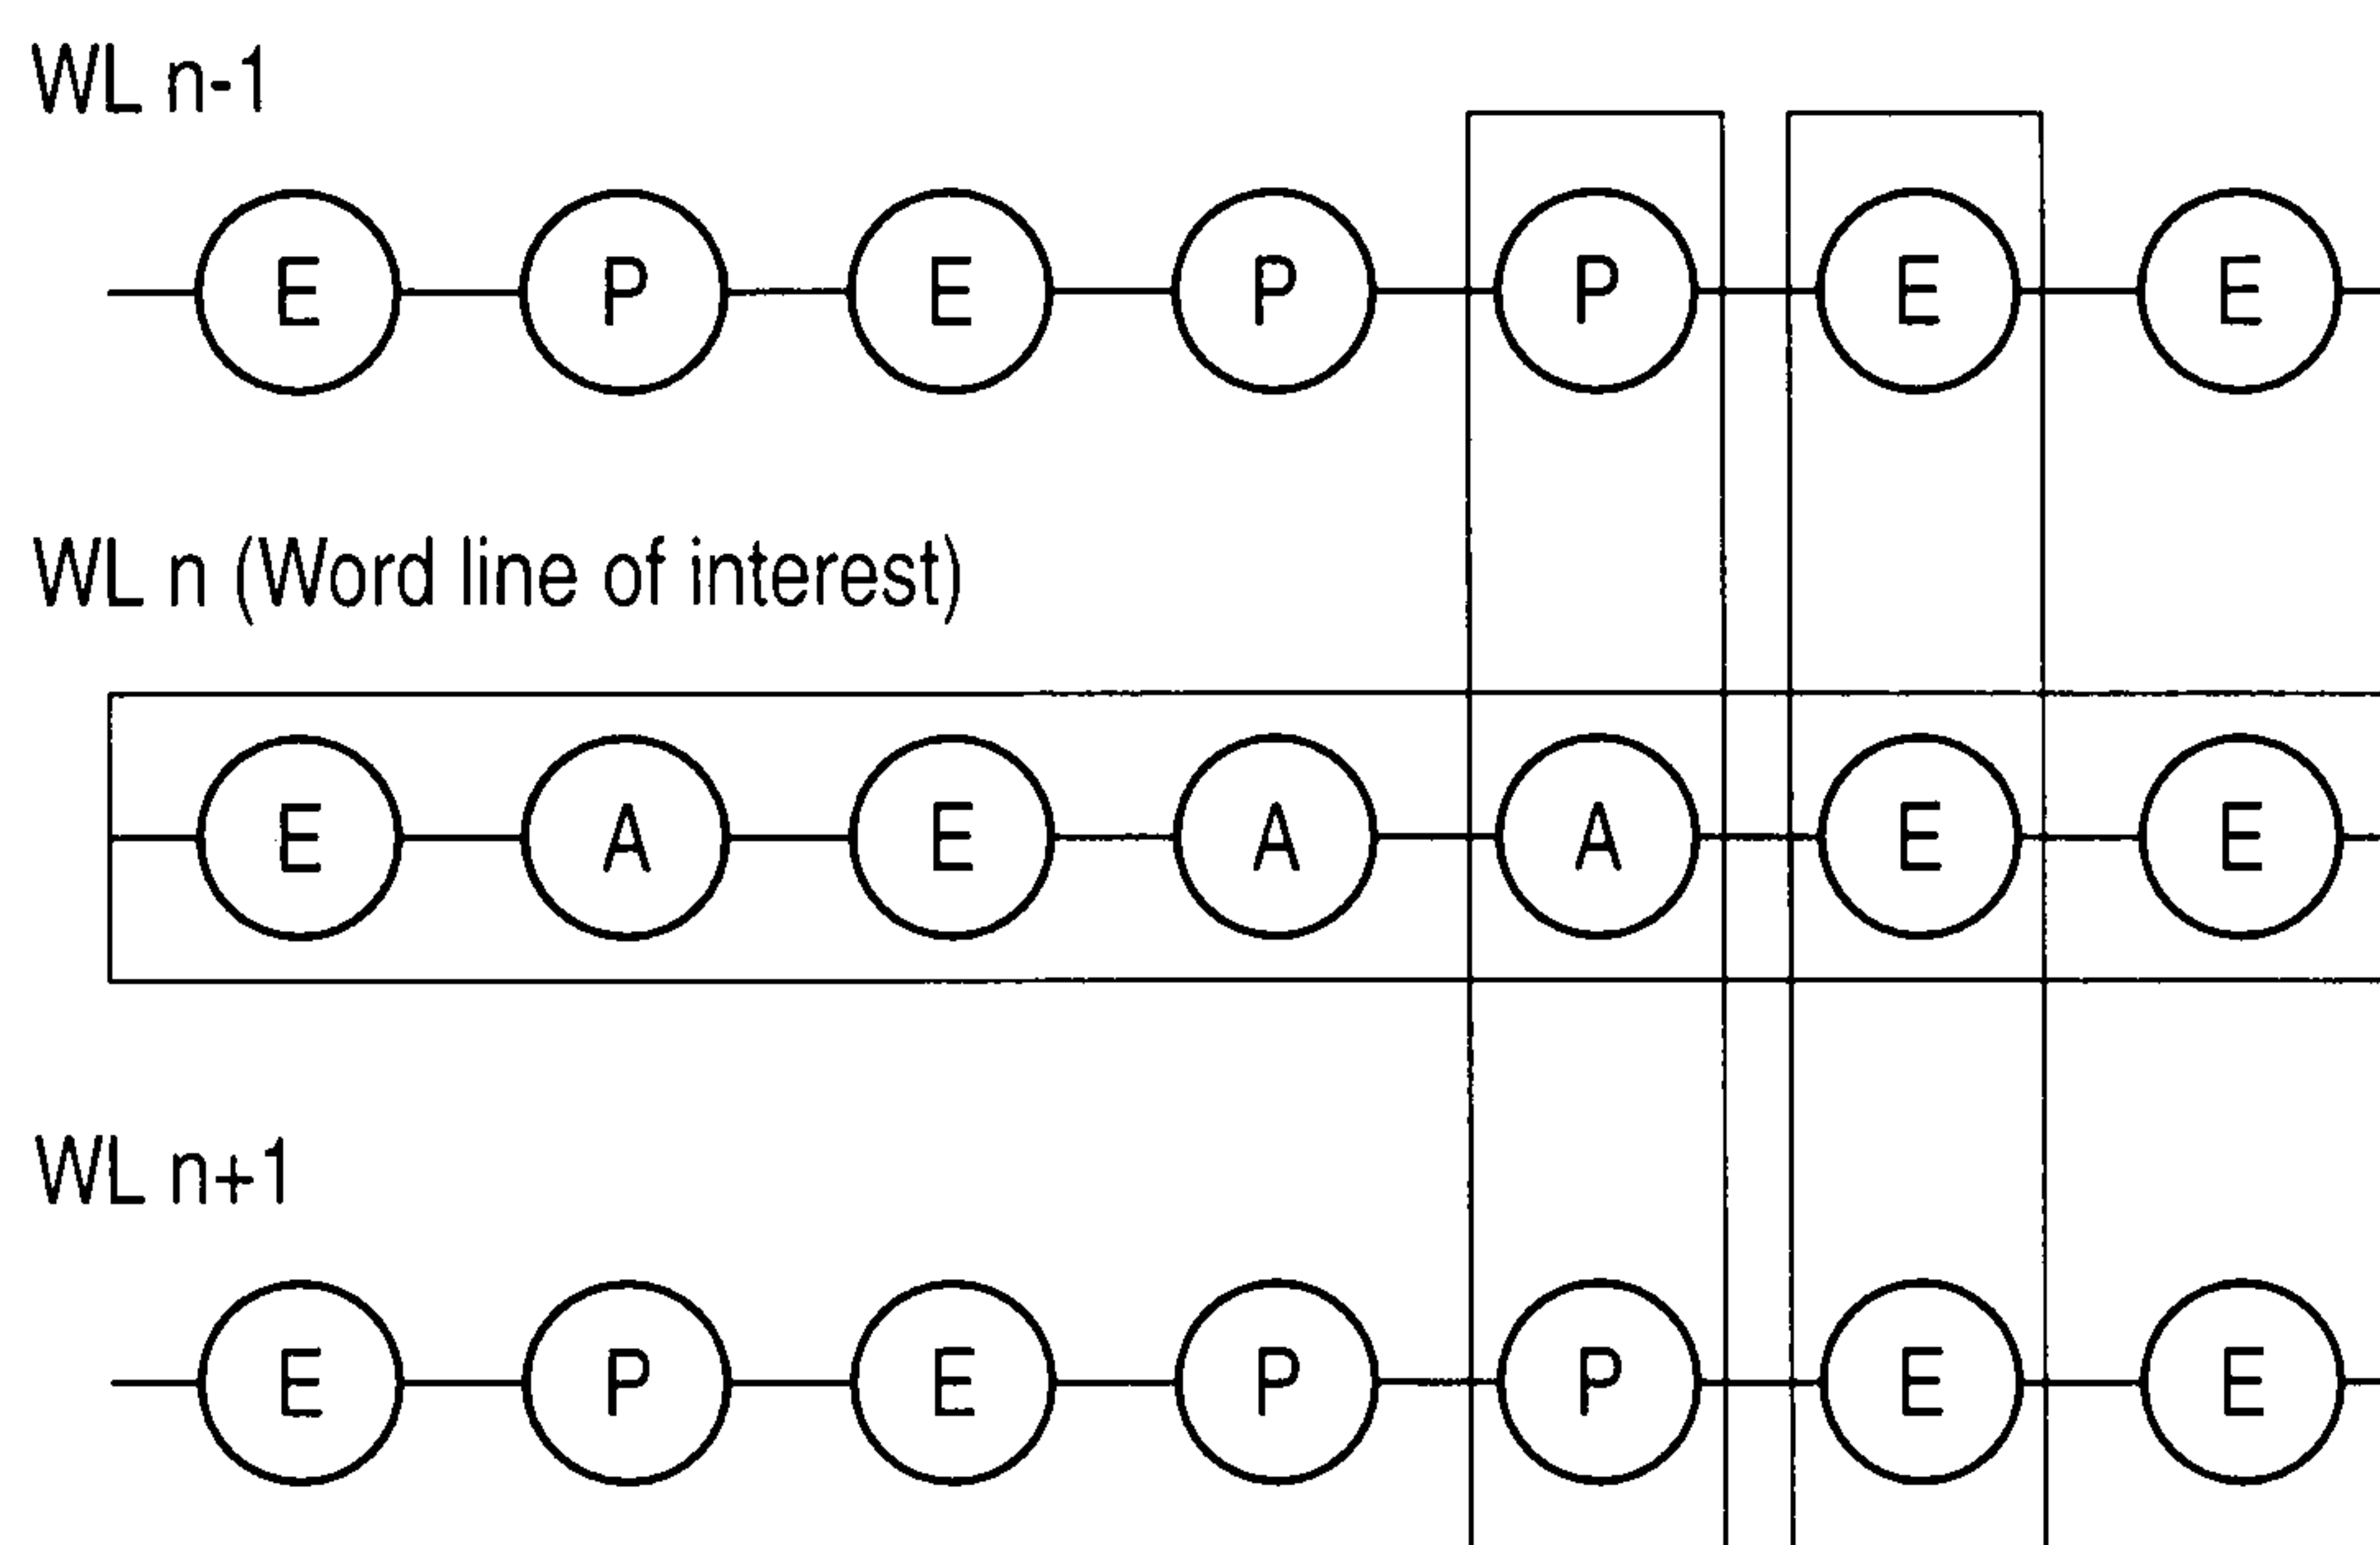 WL n-1
E P E P P E E
WL n (Word line of interest)
E A E A A E E
WL n+1
E P E P P E E